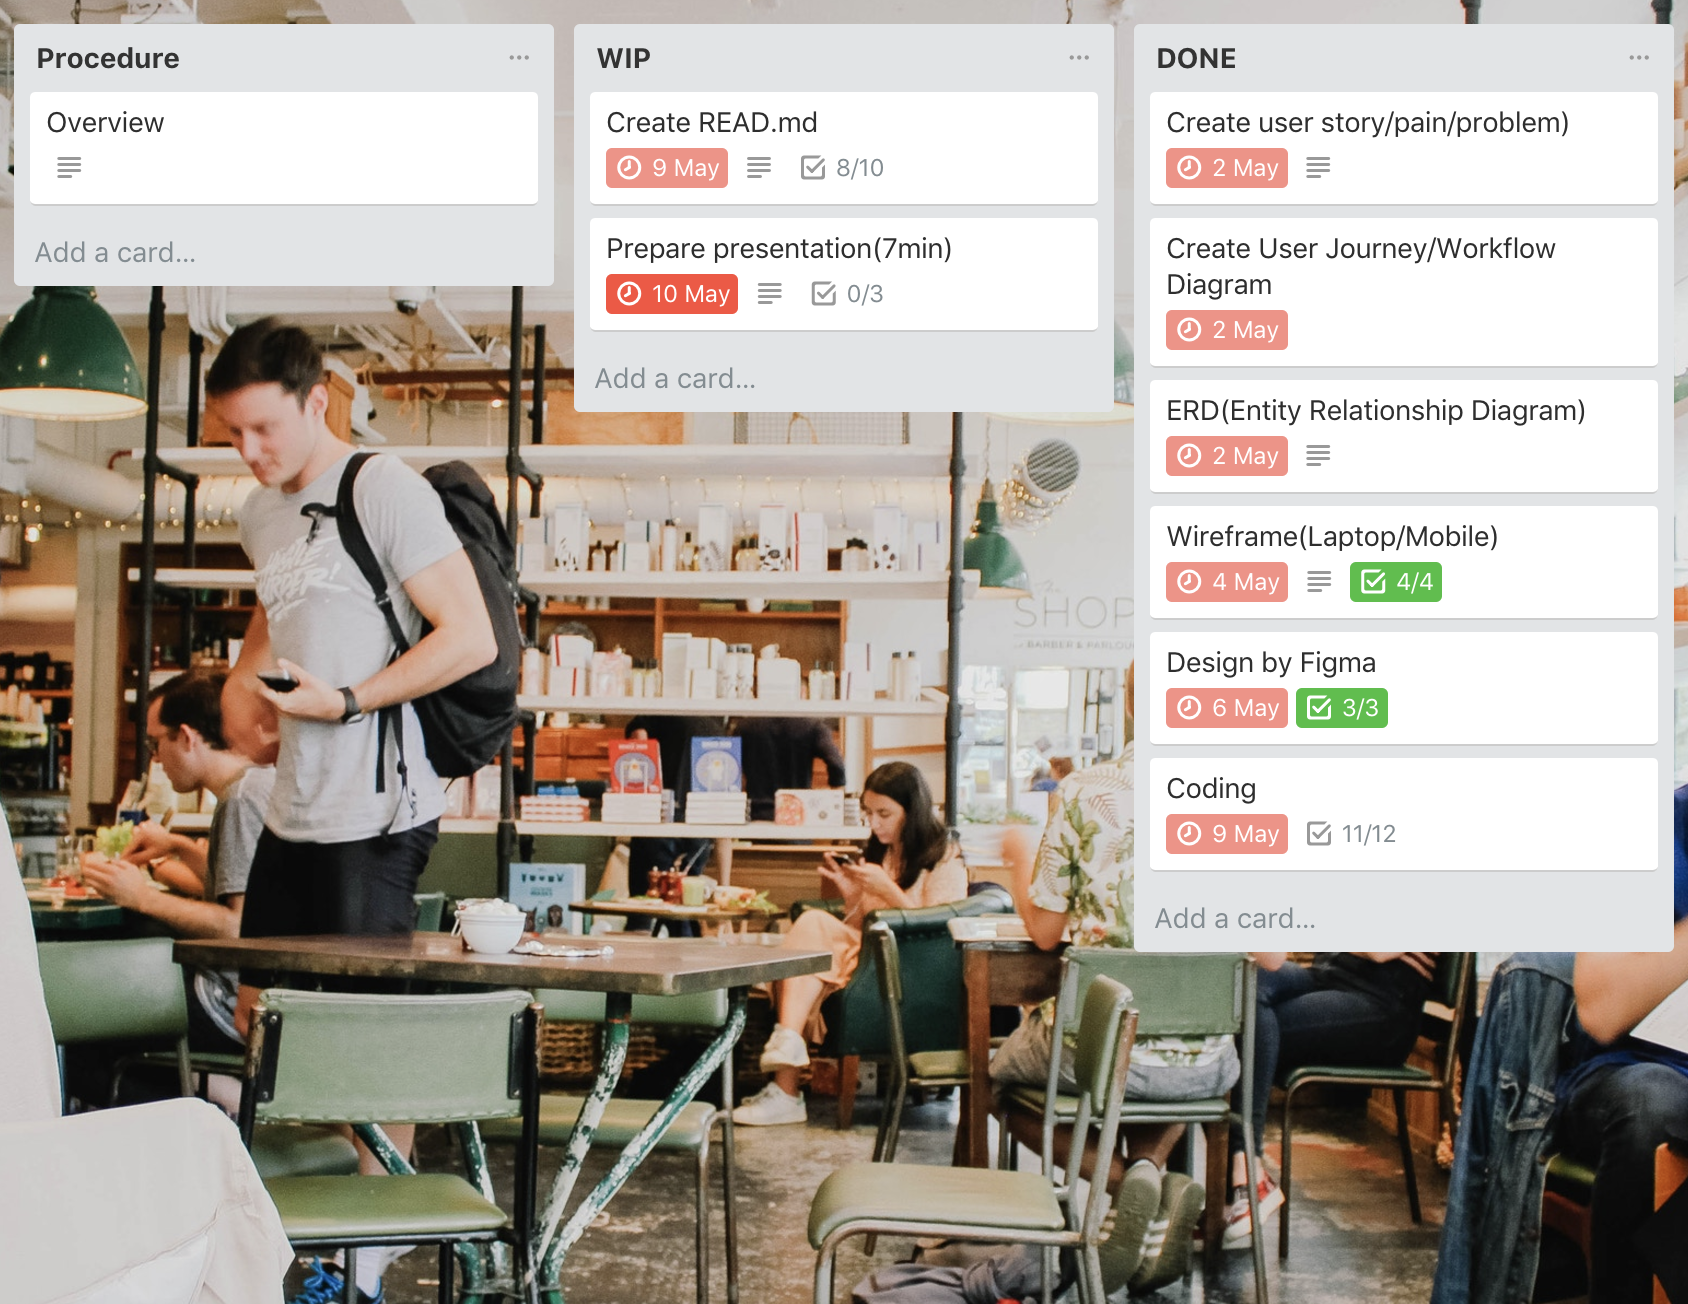 Procedure
Overview
Add a card...
WIP
Create READ.md
9 May 8/10
Prepare presentation(7min)
10 May 0/3
Add a card...
DONE
Create user story/pain/problem)
2 May
Create User Journey/Workflow
Diagram
2 May
ERD(Entity Relationship Diagram)
2 May
Wireframe(Laptop/Mobile)
4 May 4/4
Design by Figma
6 May 3/3
Coding
9 May 11/12
Add a card...
SHOP
BARBER & PARLOU